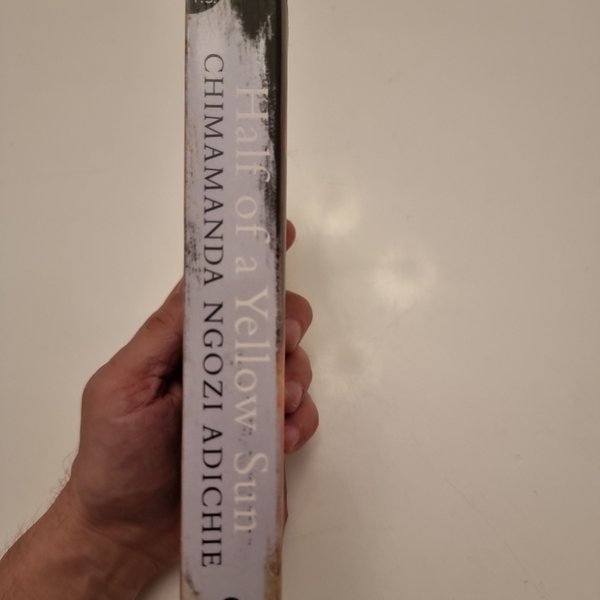 Half of a Yellow Sun
CHIMAMANDA NGOZI ADICHIE